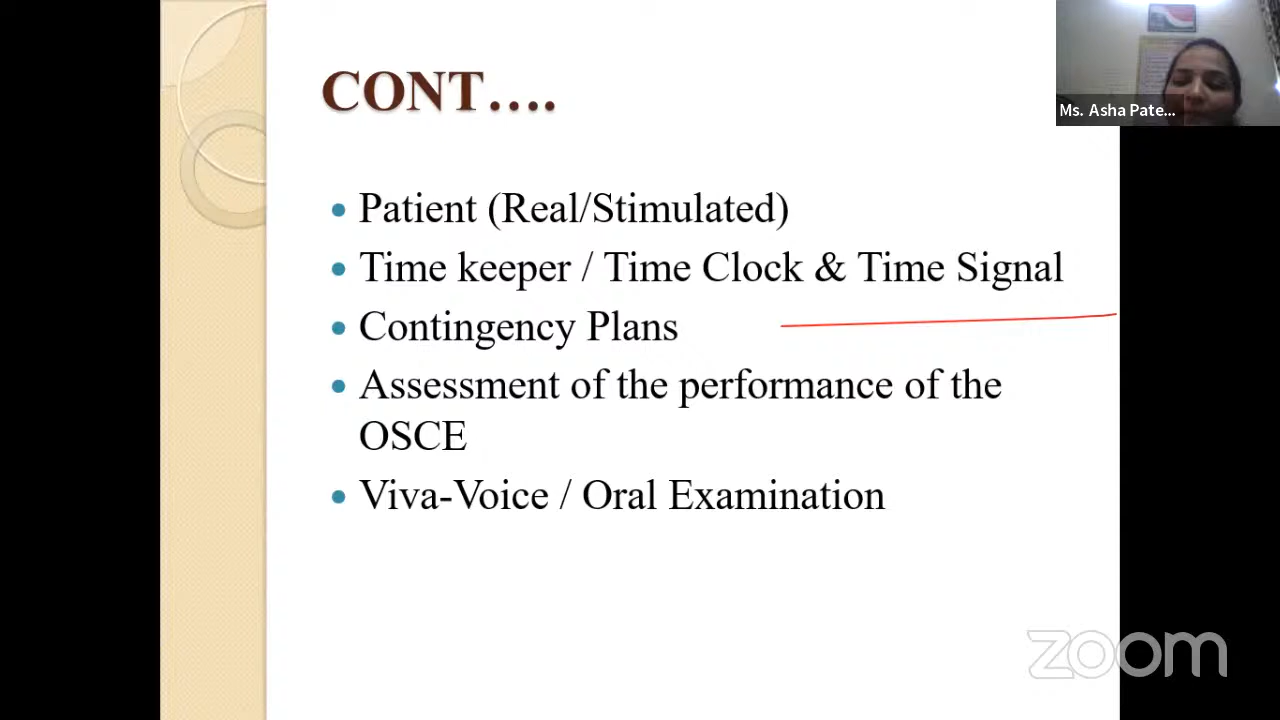 CONT….
Ms. Asha Pate...
Patient (Real/Stimulated)
Time keeper / Time Clock & Time Signal
Contingency Plans
Assessment of the performance of the
OSCE
Viva-Voice / Oral Examination
zoom